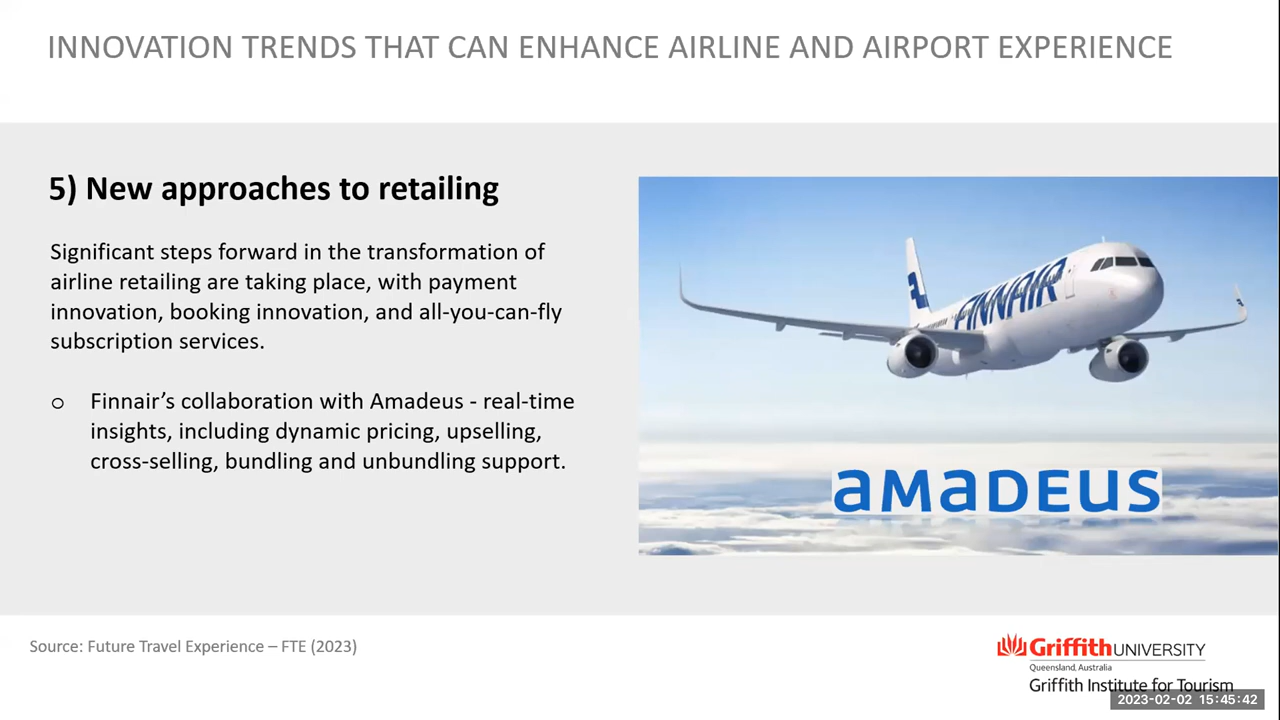 INNOVATION TRENDS THAT CAN ENHANCE AIRLINE AND AIRPORT EXPERIENCE
5) New approaches to retailing
Significant steps forward in the transformation of
airline retailing are taking place, with payment
innovation, booking innovation, and all-you-can-fly
subscription services.
o Finnair’s collaboration with Amadeus - real-time
insights, including dynamic pricing, upselling,
cross-selling, bundling and unbundling support.
FINNAIR
amaDEUS
Source: Future Travel Experience – FTE (2023)
Griffith UNIVERSITY
Queensland, Australia
Griffith Institute for Tourism
2023-02-02 15:45:42